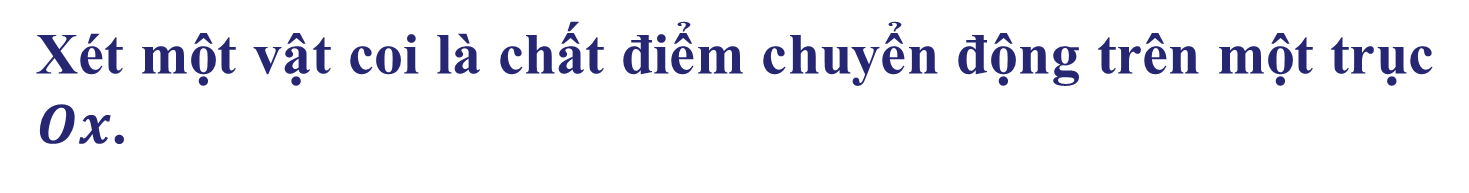 Xét một vật coi là chất điểm chuyển động trên một trục
Ox.